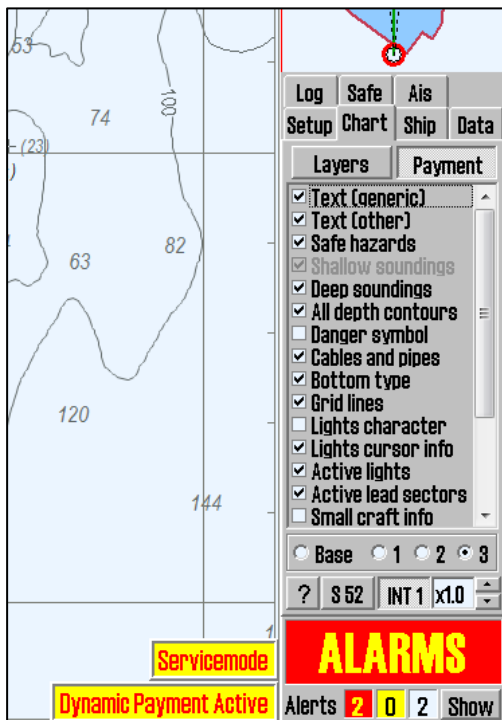 53
74
100
(23)
)
63
82
120
144
1
Servicemode
Dynamic Payment Active
Log Safe Ais
Setup Chart Ship Data
Layers Payment
Text (generic)
Text (other)
Safe hazards
Shallow soundings
Deep soundings
All depth contours
Danger symbol
Cables and pipes
Bottom type
Grid lines
Lights character
Lights cursor info
Active lights
Active lead sectors
Small craft info
Base 1 2 3
? S 52 INT 1 x1.0
ALARMS
Alerts 2 0 2 Show